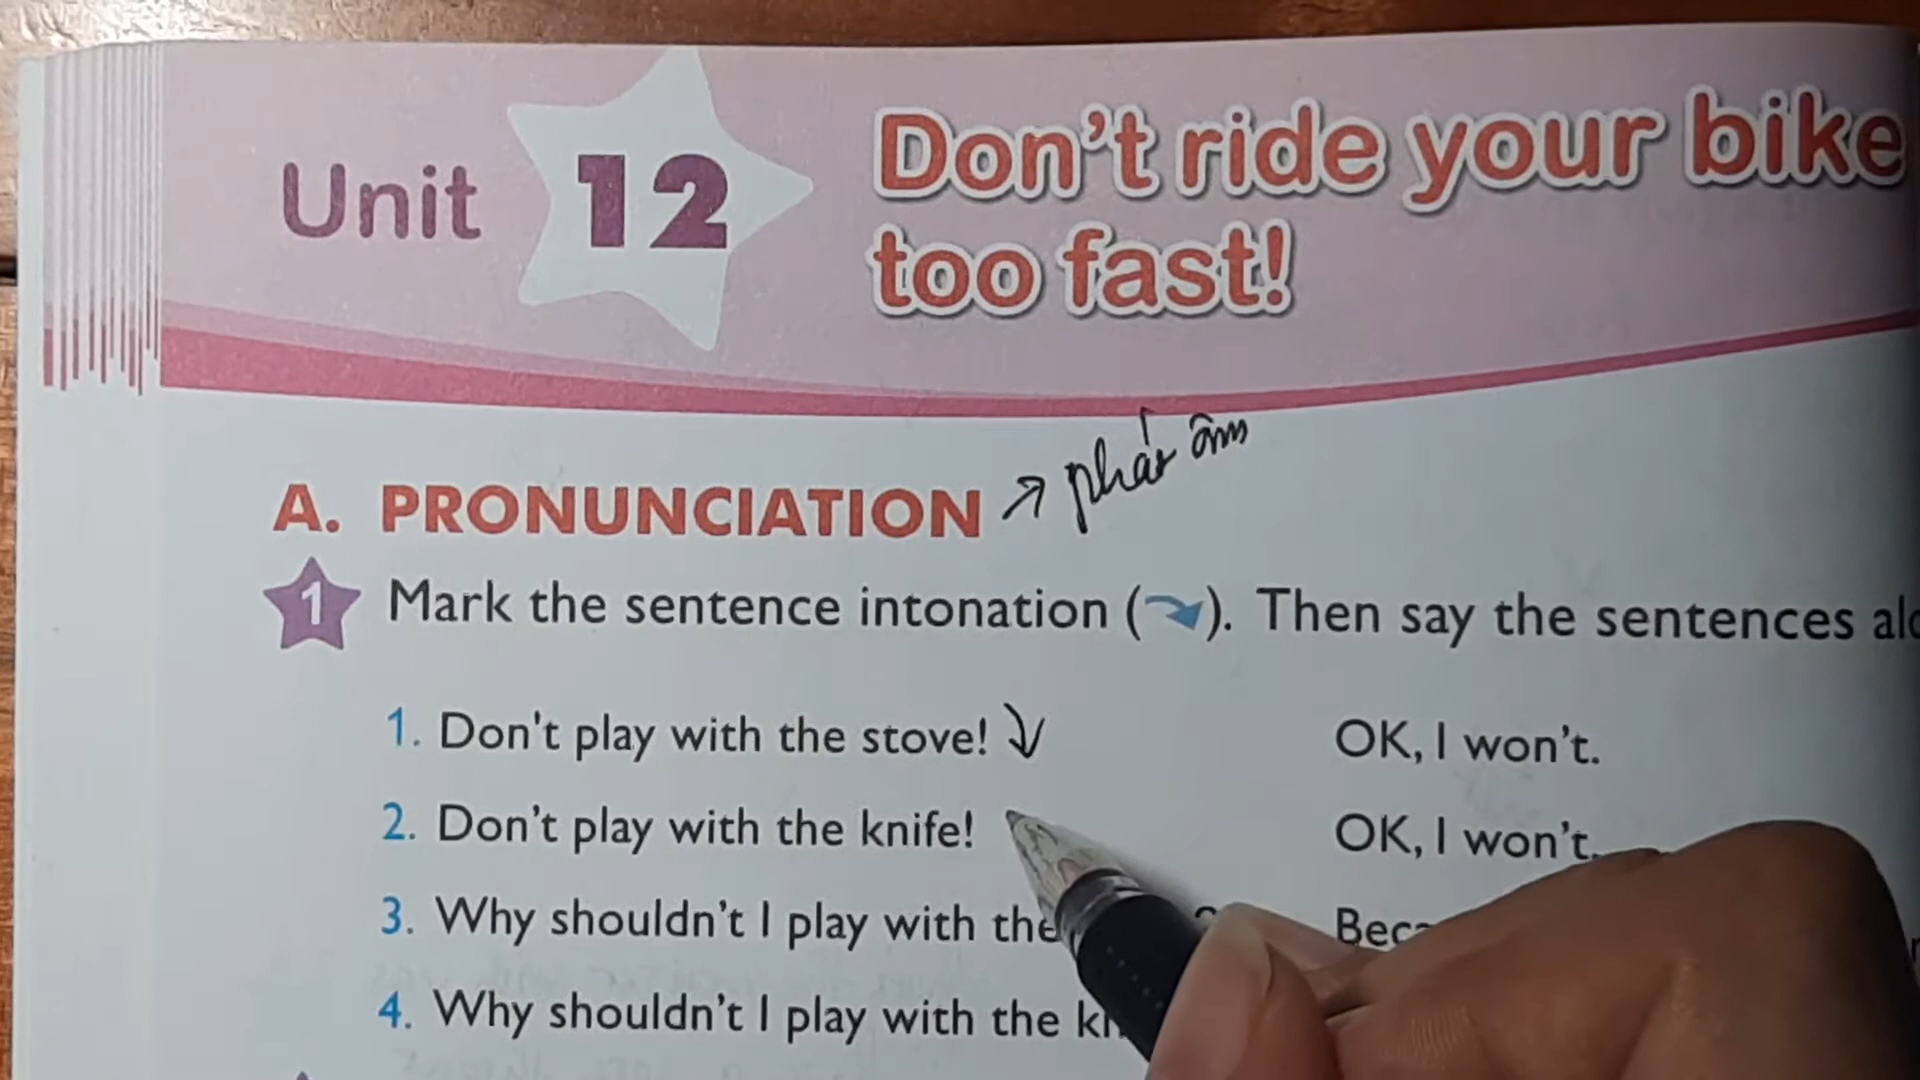 Unit 12 Don't ride your bike
too fast!
A. PRONUNCIATION ↗ phát âm
1 Mark the sentence intonation (↘). Then say the sentences
1. Don't play with the stove! ↘ OK, I won't.
2. Don't play with the knife! OK, I won't.
3. Why shouldn't I play with the
4. Why shouldn't I play with the